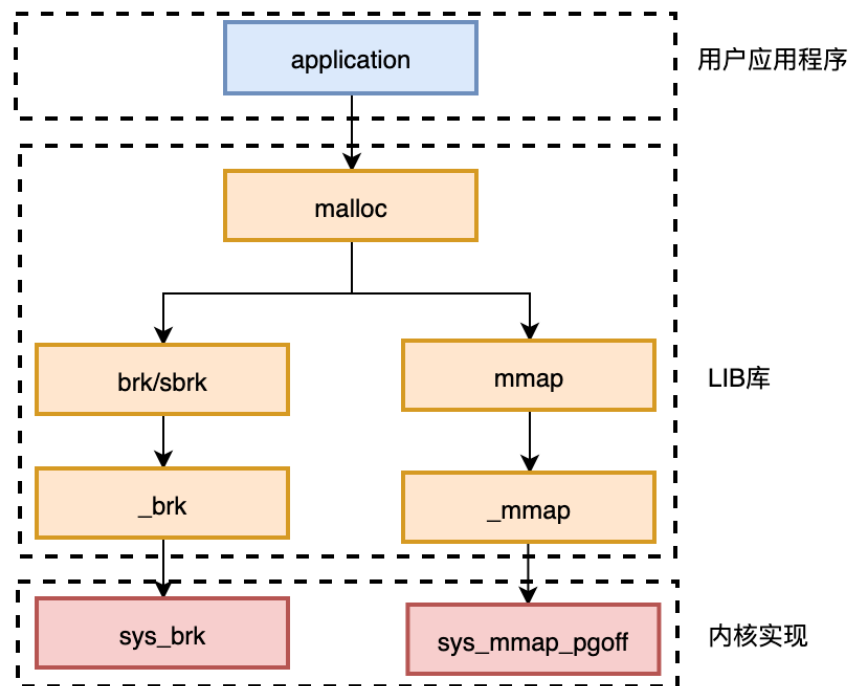 application
用户应用程序
malloc
brk/sbrk
mmap
LIB库
_brk
_mmap
sys_brk
sys_mmap_pgoff
内核实现